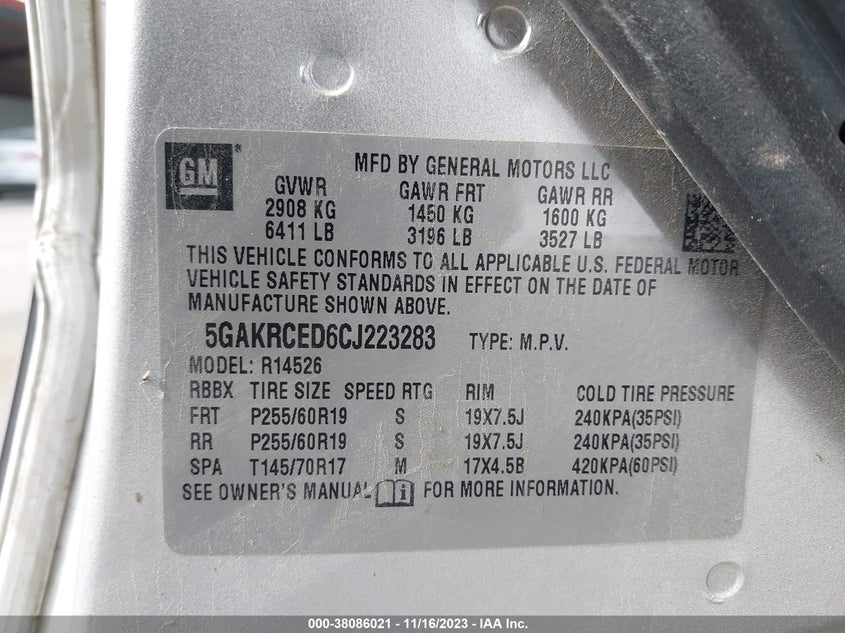 GM MFD BY GENERAL MOTORS LLC
GVWR GAWR FRT GAWR RR
2908 KG 1450 KG 1600 KG
6411 LB 3196 LB 3527 LB
THIS VEHICLE CONFORMS TO ALL APPLICABLE U.S. FEDERAL MOTOR
VEHICLE SAFETY STANDARDS IN EFFECT ON THE DATE OF
MANUFACTURE SHOWN ABOVE.
5GAKRCED6CJ223283 TYPE: M.P.V.
MODEL: R14526
RBBX TIRE SIZE SPEED RTG RIM COLD TIRE PRESSURE
FRT P255/60R19 S 19X7.5J 240KPA(35PSI)
RR P255/60R19 S 19X7.5J 240KPA(35PSI)
SPA T145/70R17 M 17X4.5B 420KPA(60PSI)
SEE OWNER'S MANUAL i FOR MORE INFORMATION.
000-38086021 - 11/16/2023 - IAA Inc.